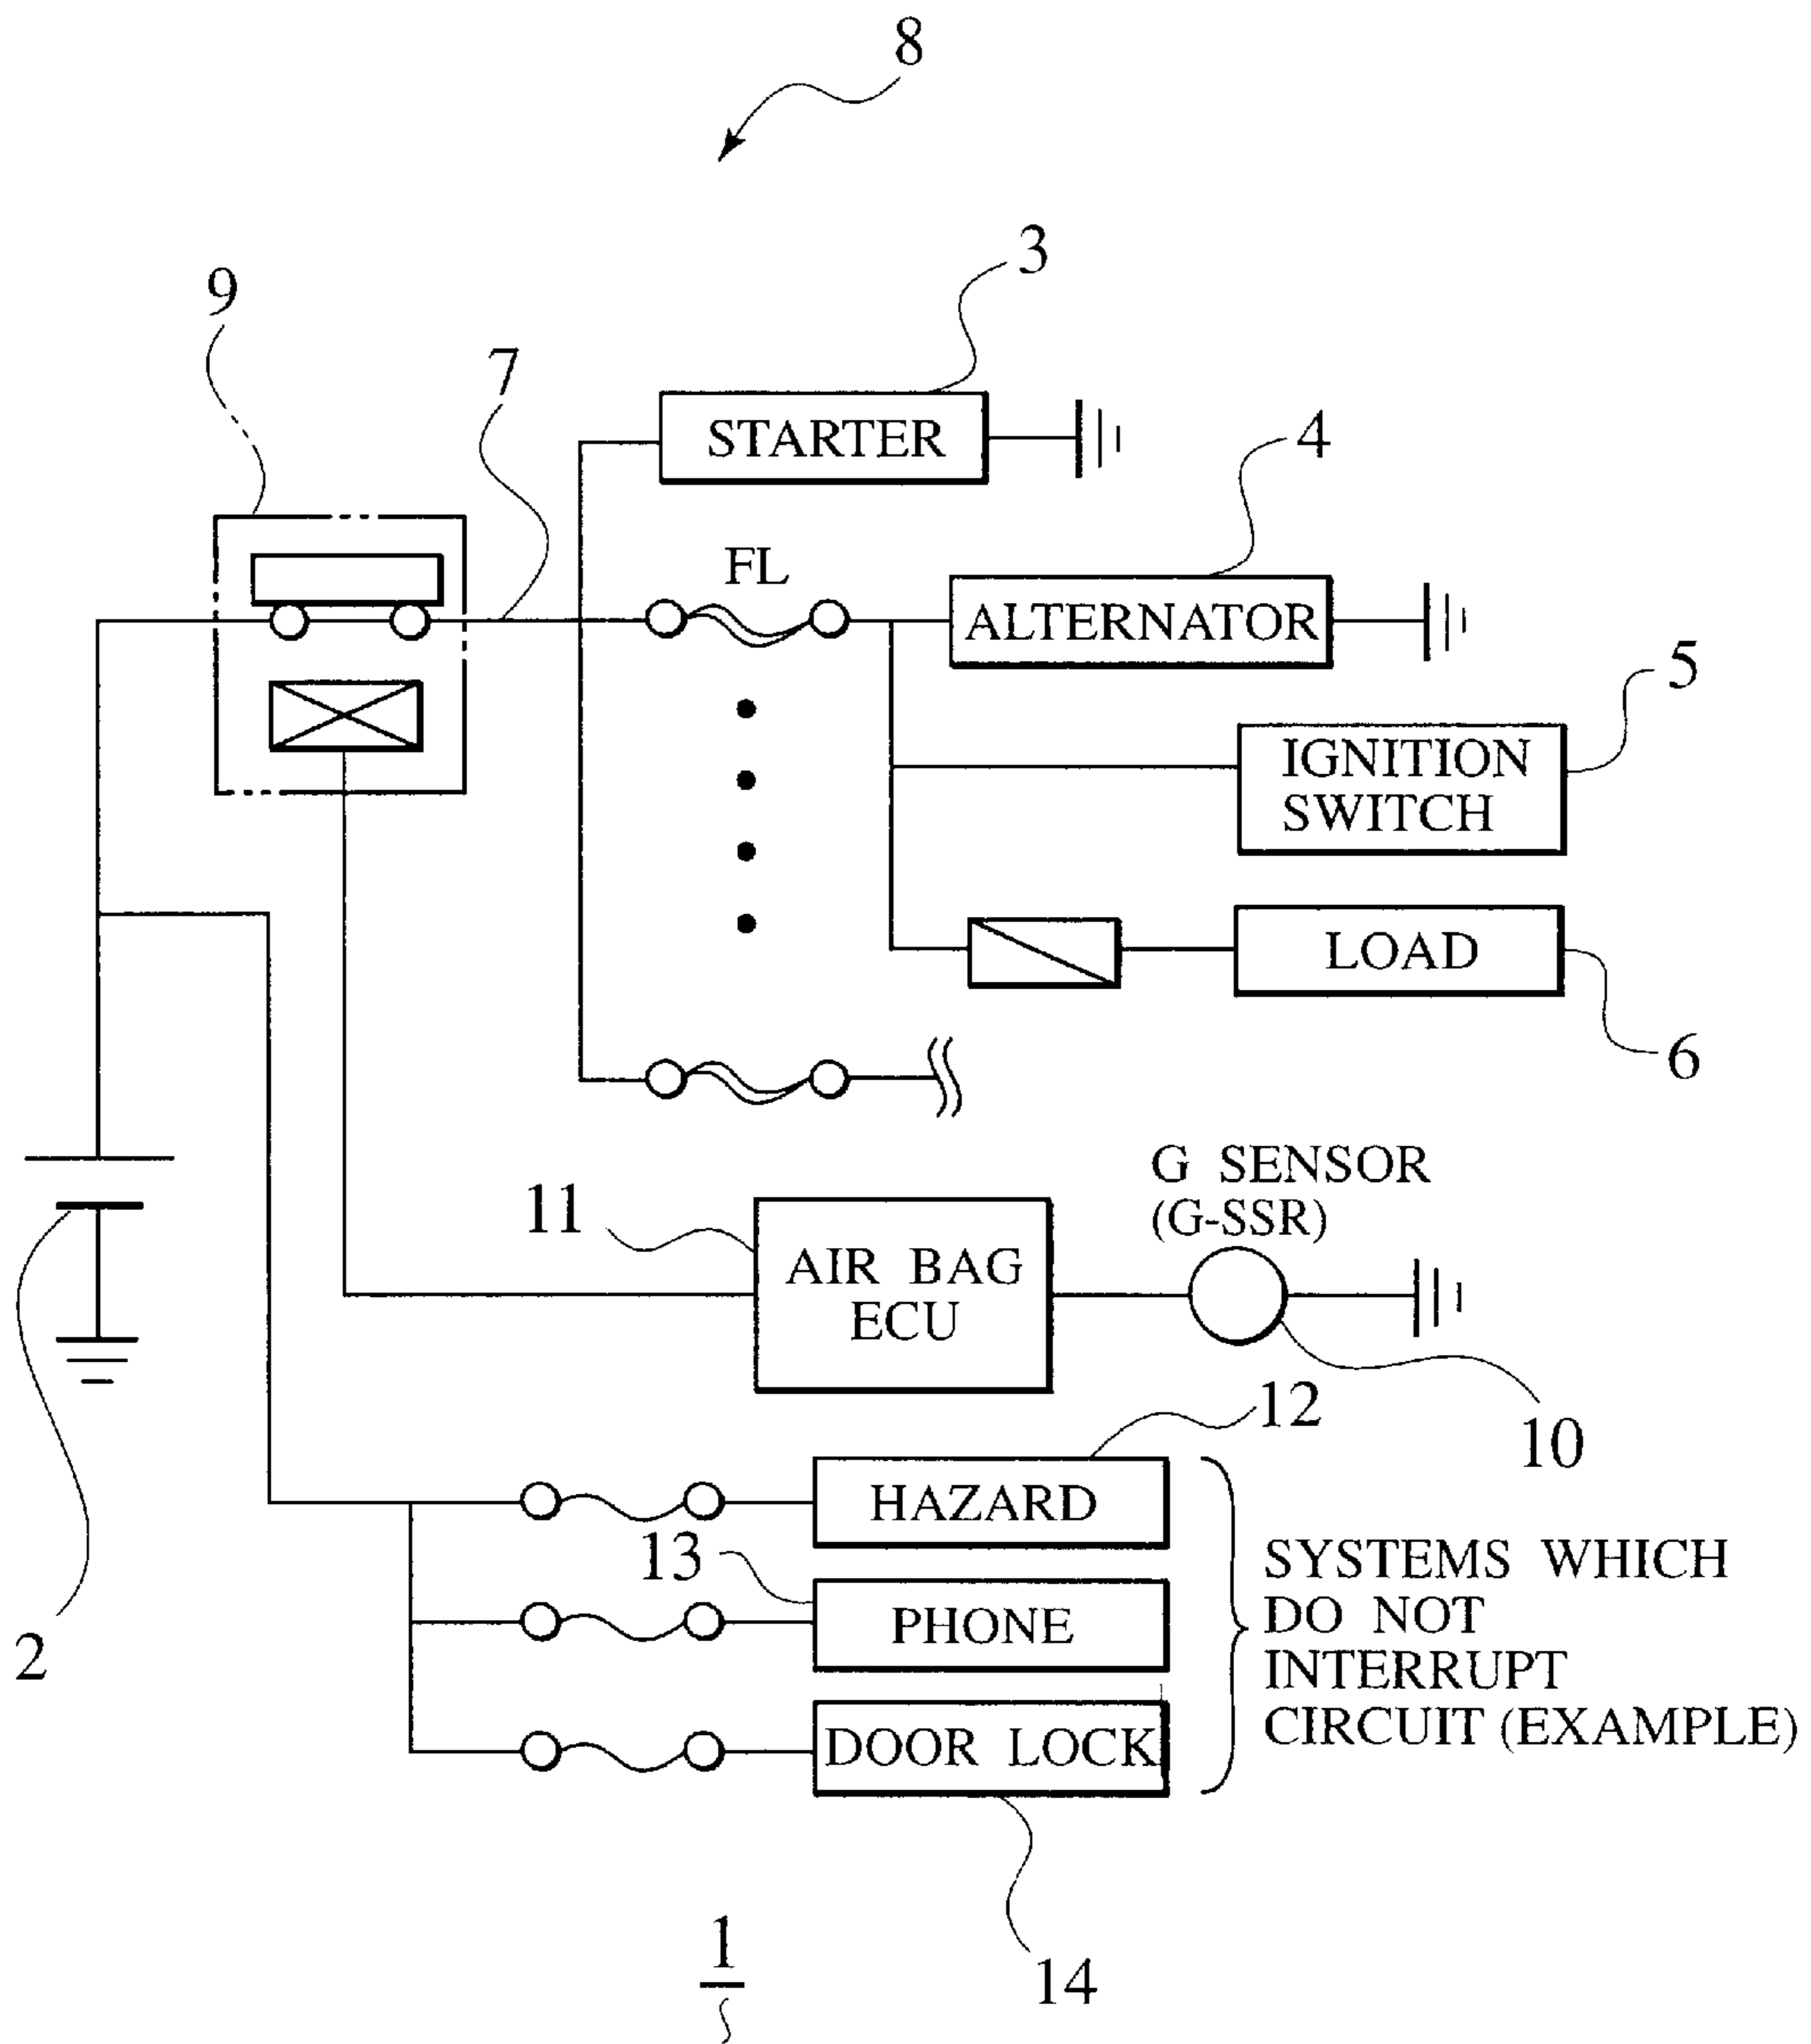 8
3
9
7
STARTER
4
FL
ALTERNATOR
5
IGNITION
SWITCH
LOAD
6
G SENSOR
(G-SSR)
11
AIR BAG
ECU
12
10
HAZARD
13
PHONE
SYSTEMS WHICH
DO NOT
INTERRUPT
CIRCUIT (EXAMPLE)
2
DOOR LOCK
1
14